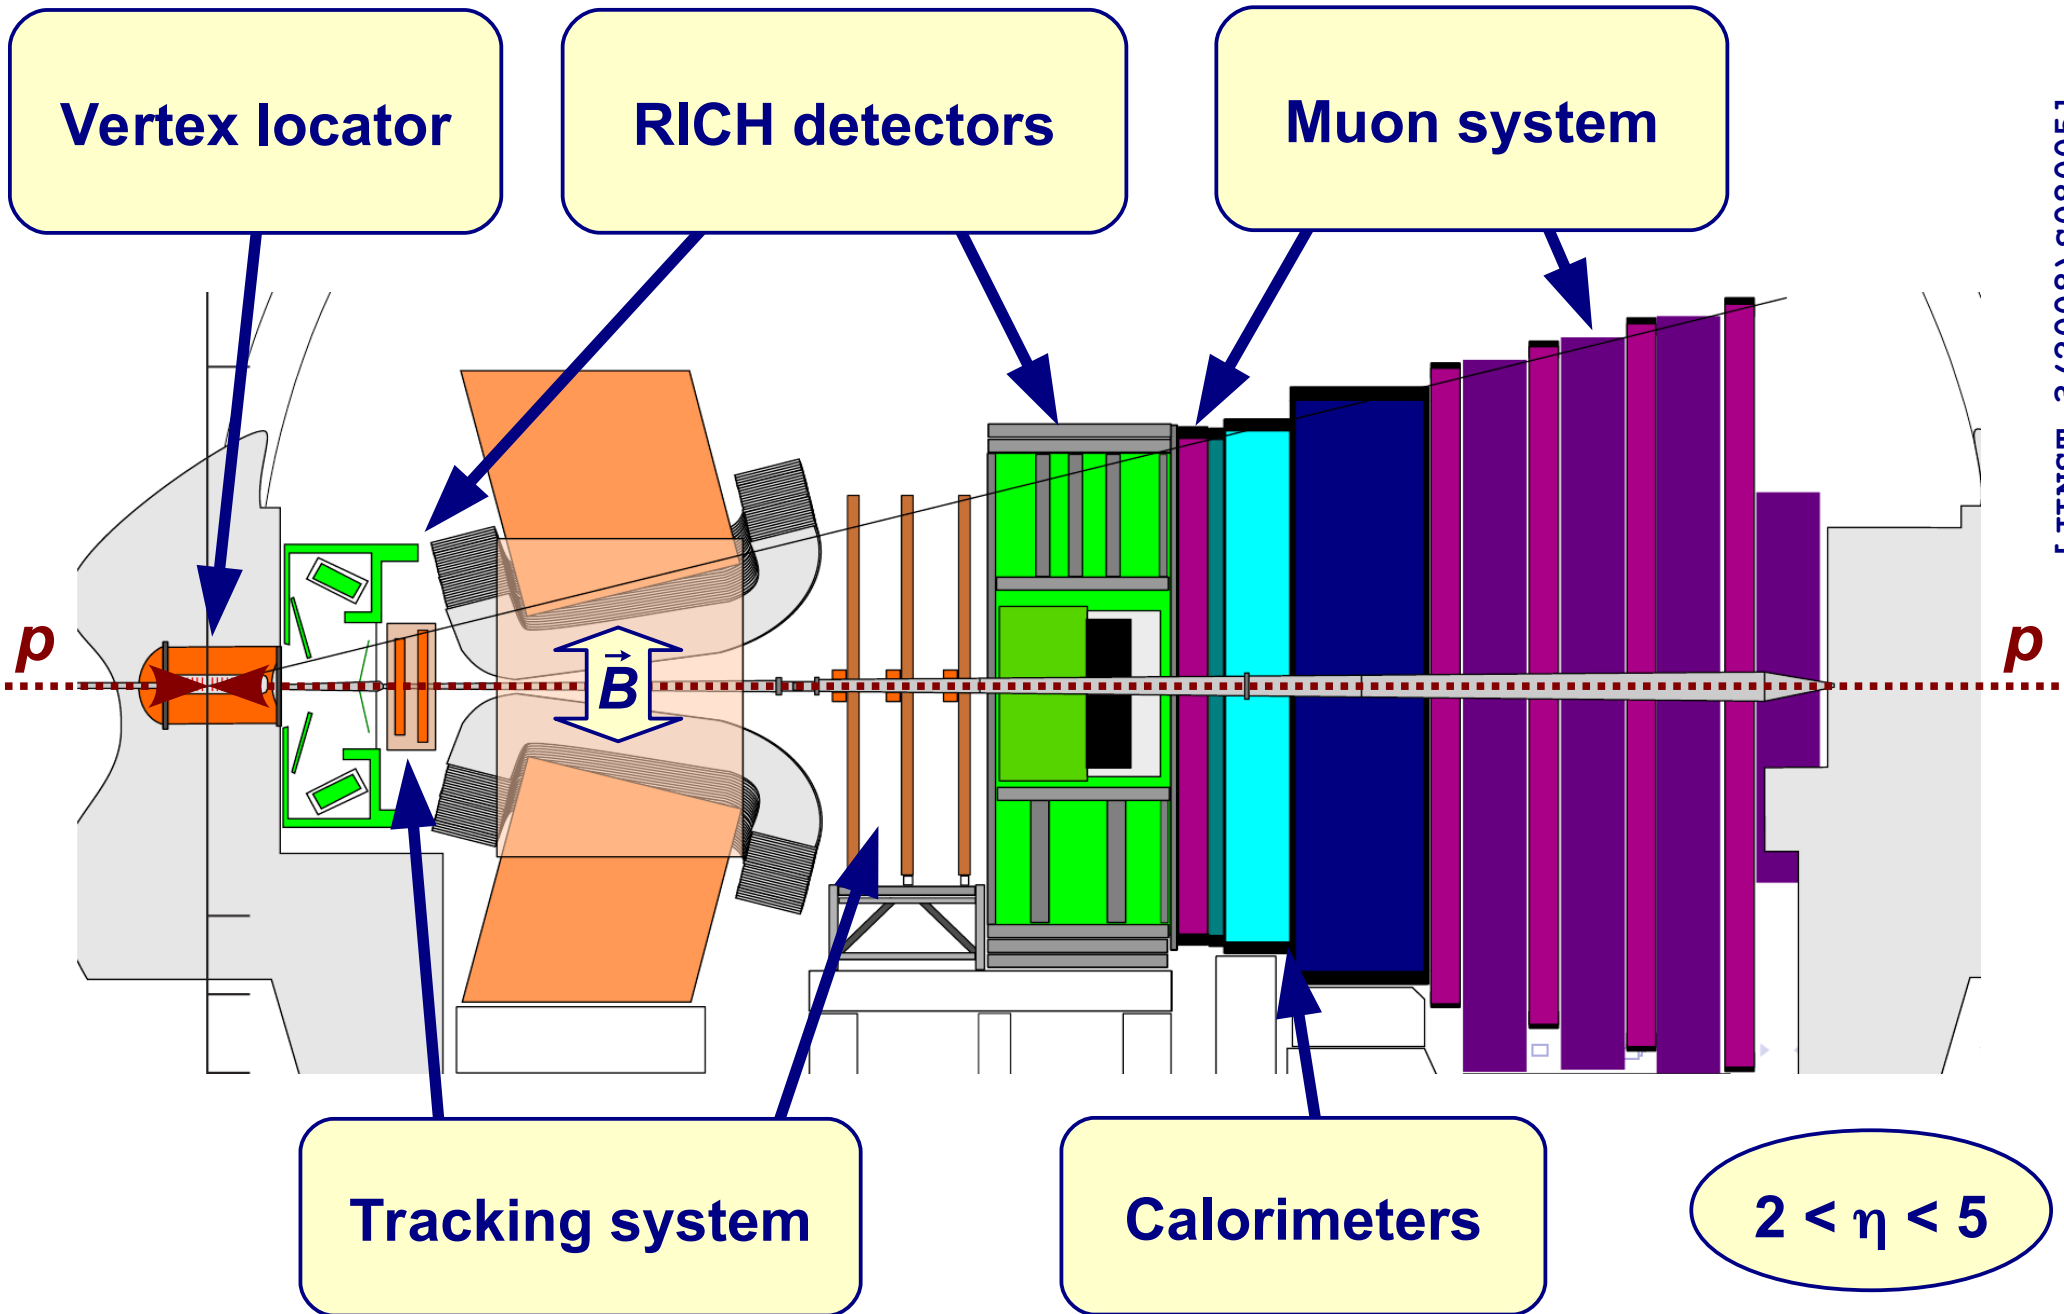 Vertex locator
RICH detectors
Muon system
p
p
B
Tracking system
Calorimeters
2 < η < 5